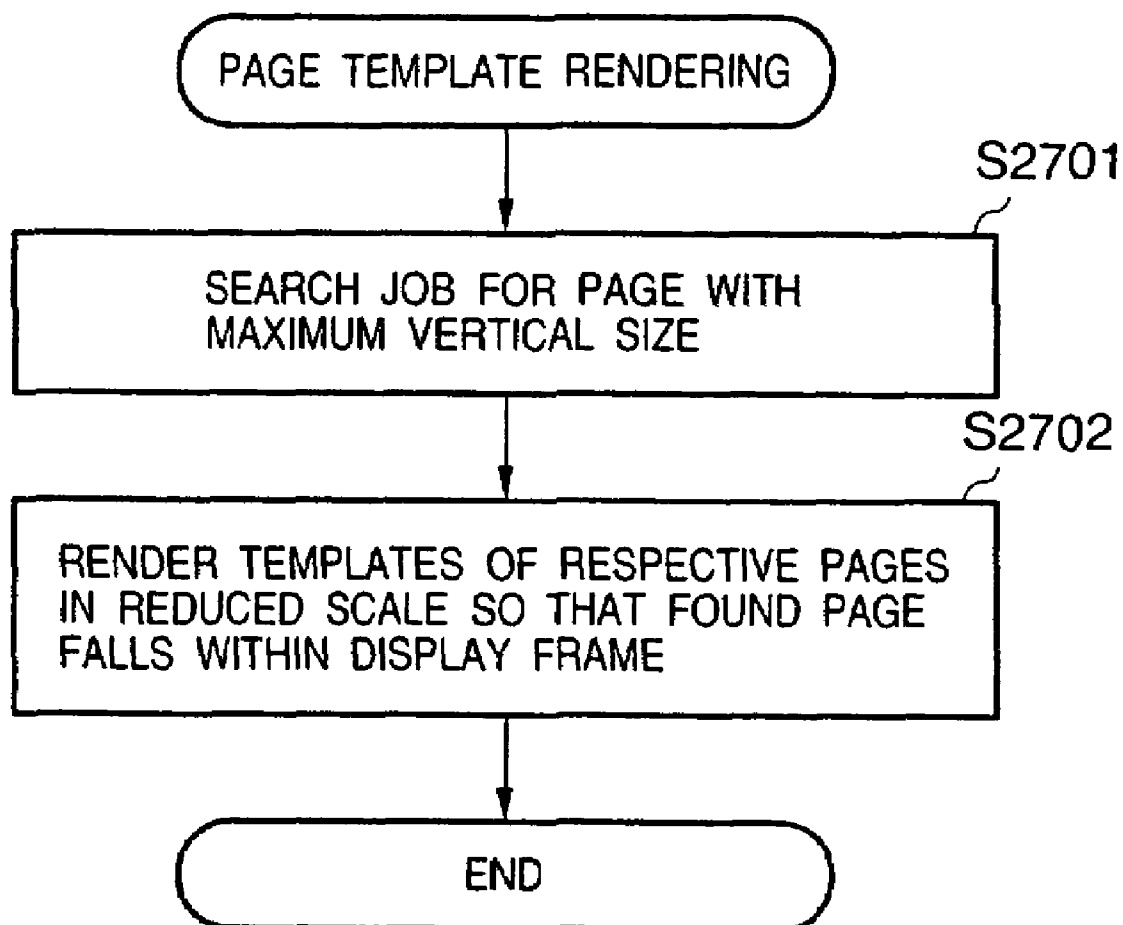 PAGE TEMPLATE RENDERING
S2701
SEARCH JOB FOR PAGE WITH
MAXIMUM VERTICAL SIZE
S2702
RENDER TEMPLATES OF RESPECTIVE PAGES
IN REDUCED SCALE SO THAT FOUND PAGE
FALLS WITHIN DISPLAY FRAME
END